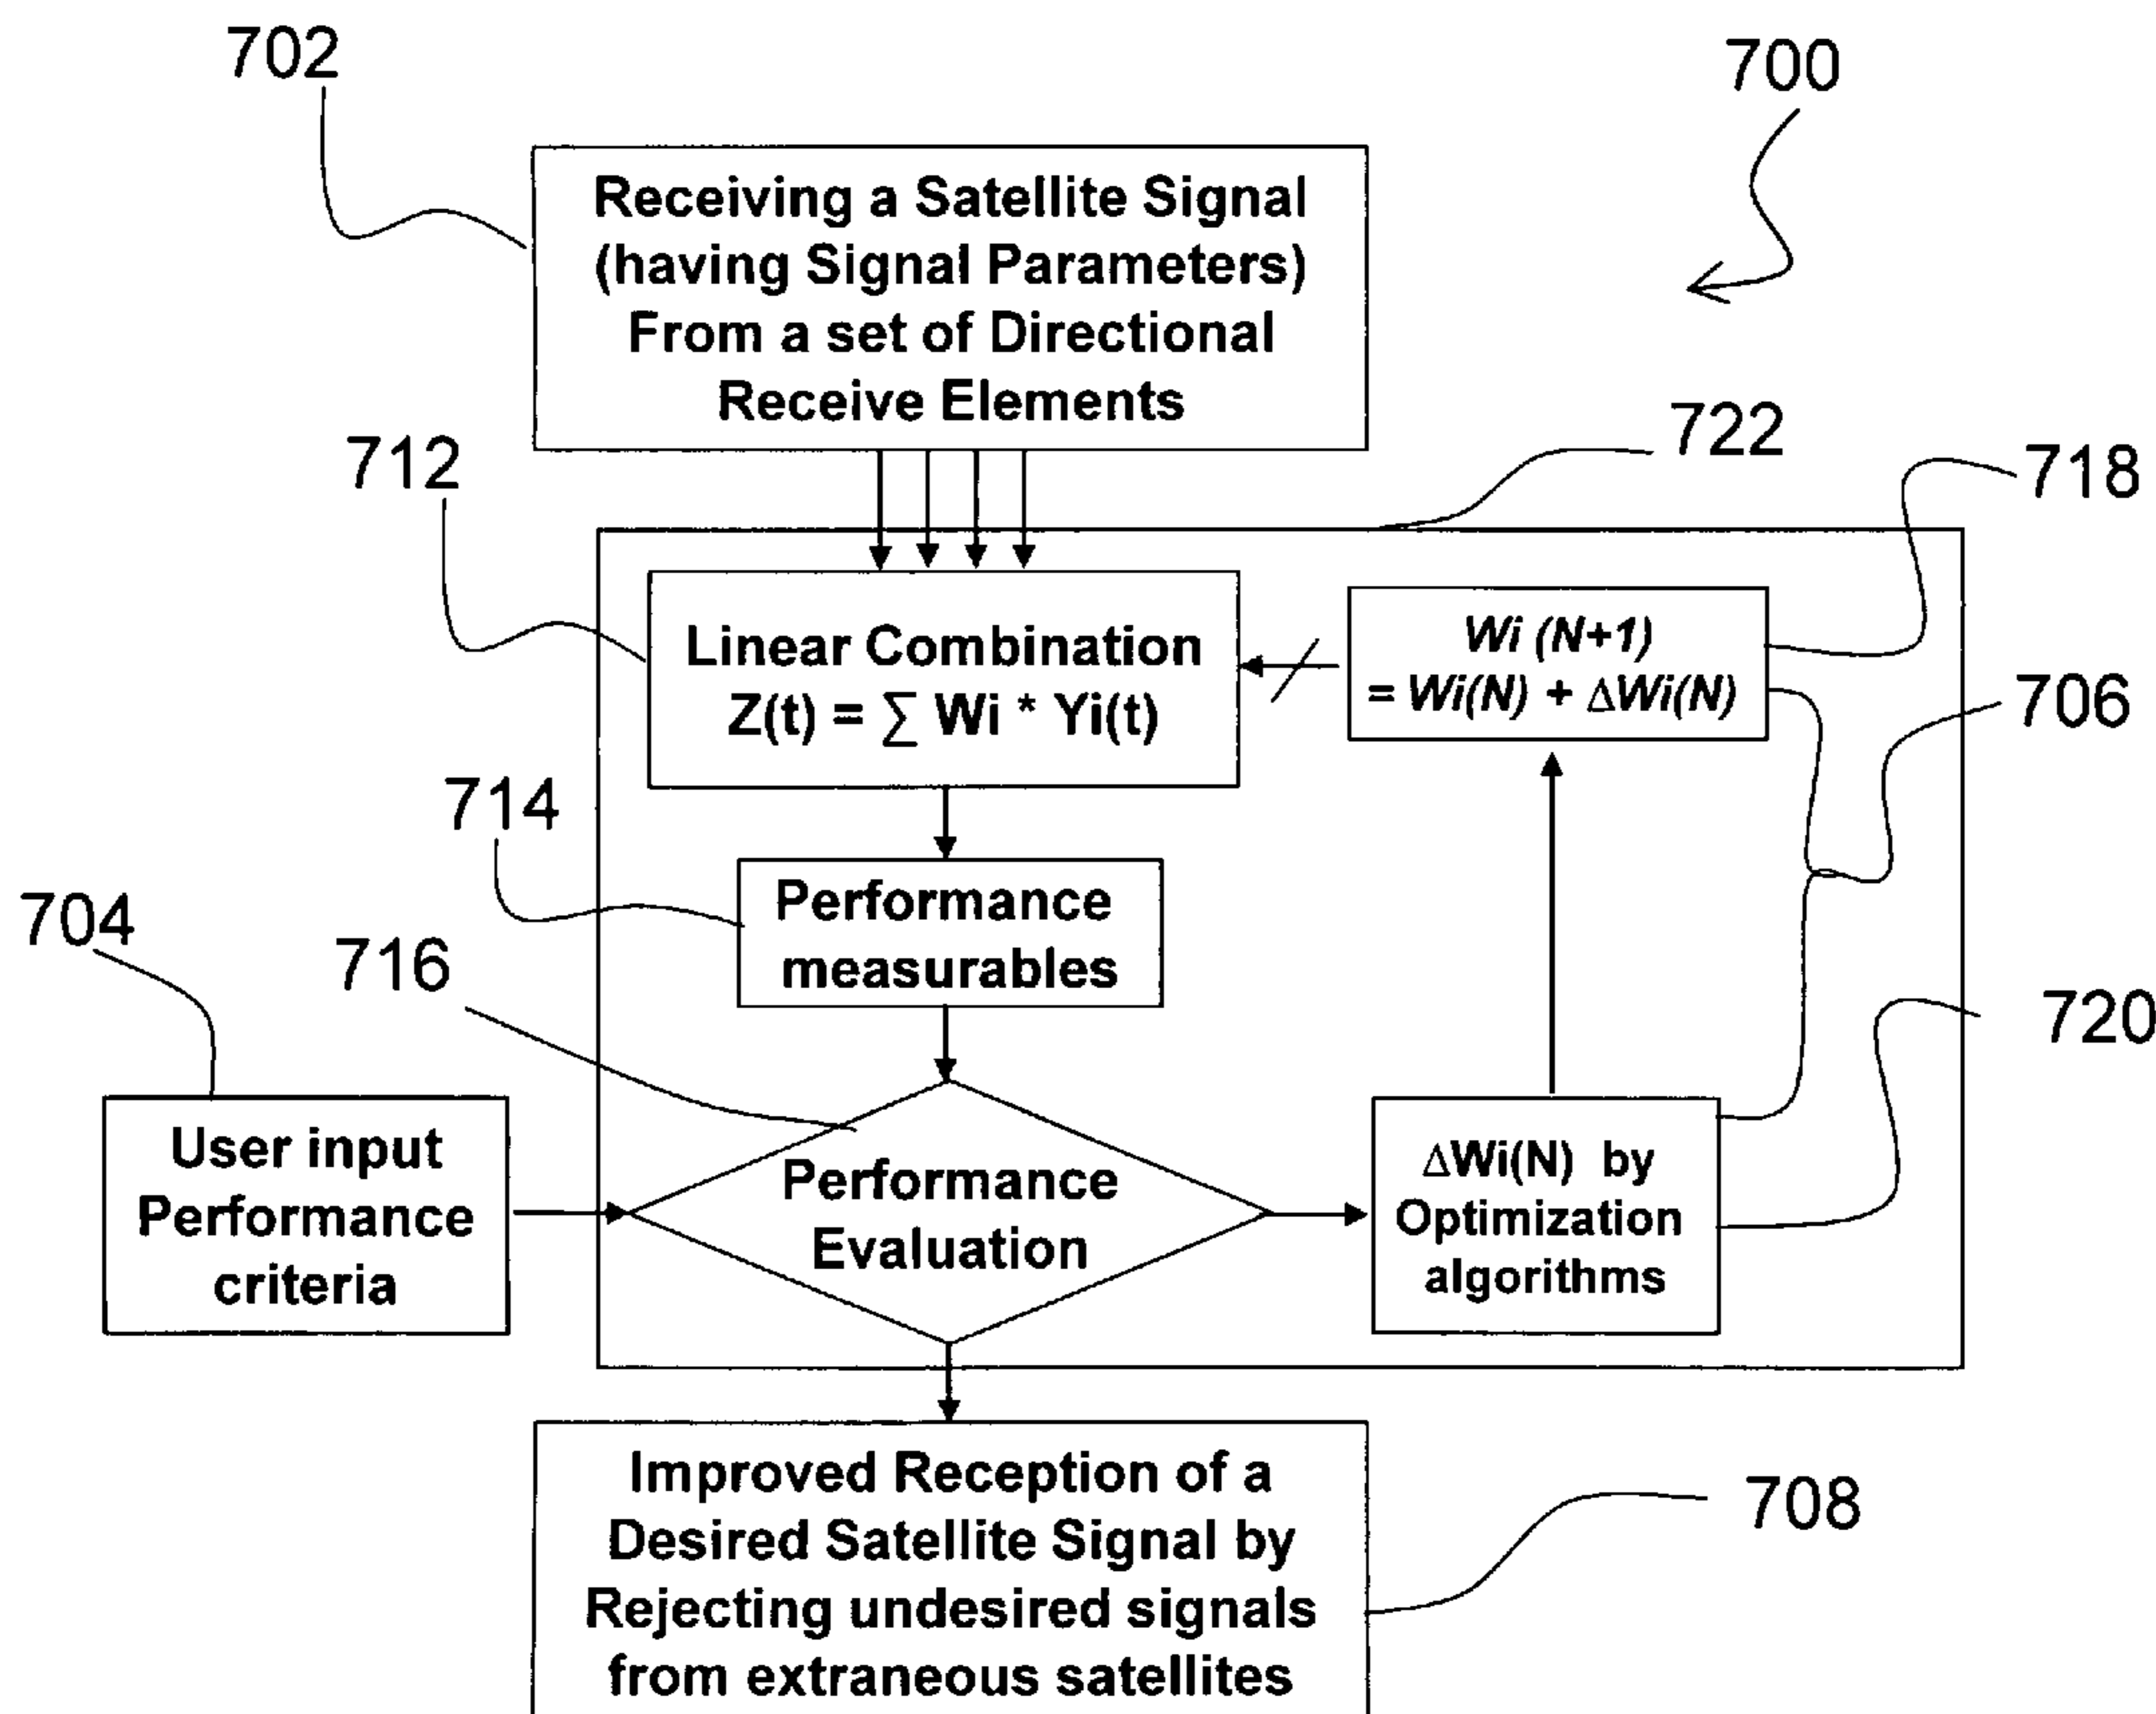 702
700
Receiving a Satellite Signal
(having Signal Parameters)
From a set of Directional
Receive Elements
722
712
718
Linear Combination
Z(t) = ∑ Wi * Yi(t)
Wi (N+1)
= Wi(N) + ΔWi(N)
706
714
Performance
measurables
704
716
720
User input
Performance
criteria
Performance
Evaluation
ΔWi(N) by
Optimization
algorithms
708
Improved Reception of a
Desired Satellite Signal by
Rejecting undesired signals
from extraneous satellites